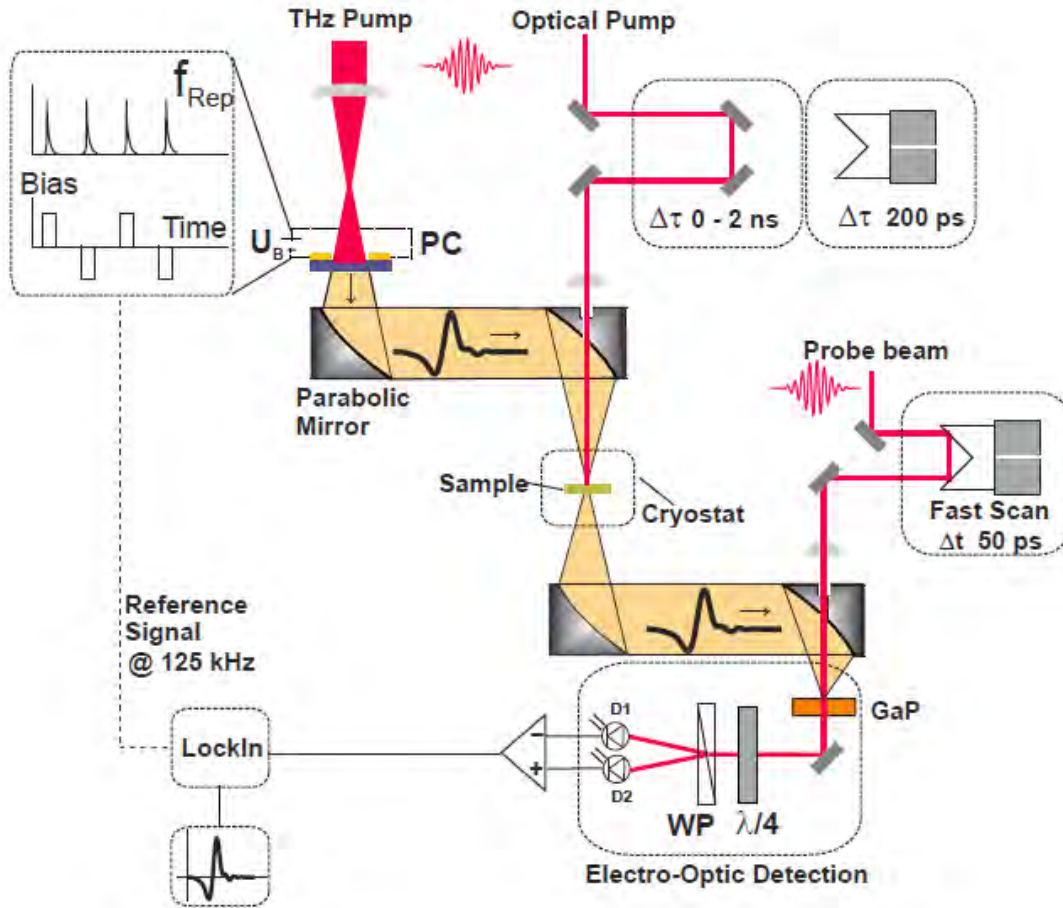 THz Pump
Optical Pump
f_Rep
Bias
Time
U_B
PC
Δτ 0 - 2 ns
Δτ 200 ps
Probe beam
Parabolic
Mirror
Sample
Cryostat
Fast Scan
Δt 50 ps
Reference
Signal
@ 125 kHz
GaP
D1
LockIn
−
+
D2
WP λ/4
Electro-Optic Detection